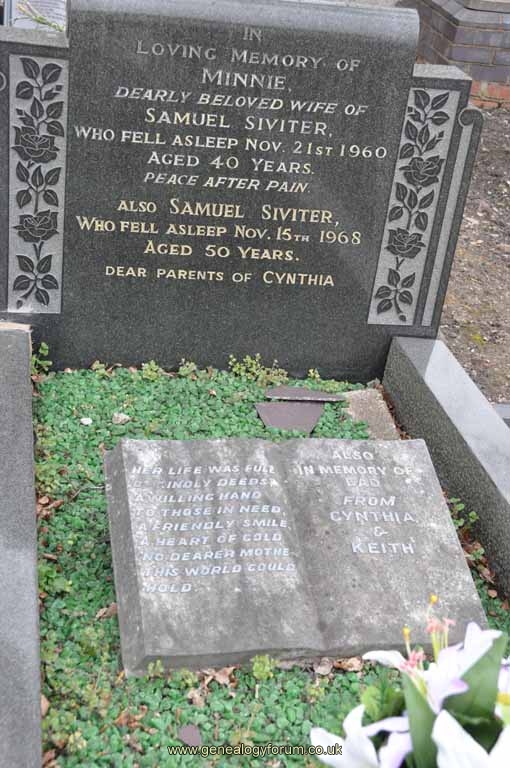 IN
LOVING MEMORY OF
MINNIE,
DEARLY BELOVED WIFE OF
SAMUEL SIVITER,
WHO FELL ASLEEP NOV. 21ST 1960
AGED 40 YEARS.
PEACE AFTER PAIN.
ALSO SAMUEL SIVITER,
WHO FELL ASLEEP NOV. 15TH 1968
AGED 50 YEARS.
DEAR PARENTS OF CYNTHIA
HER LIFE WAS FULL
KINDLY DEEDS,
A WILLING HAND
TO THOSE IN NEED,
A FRIENDLY SMILE,
A HEART OF GOLD
NO DEARER MOTHE
THIS WORLD COULD
HOLD.
ALSO
IN MEMORY OF
DAD
FROM
CYNTHIA
&
KEITH
www.genealogyforum.co.uk